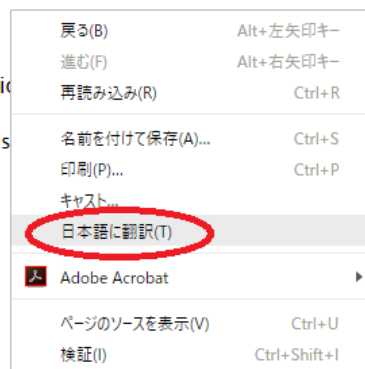 戻る(B) Alt+左矢印キー
進む(F) Alt+右矢印キー
再読み込み(R) Ctrl+R
名前を付けて保存(A)... Ctrl+S
印刷(P)... Ctrl+P
キャスト...
日本語に翻訳(T)
Adobe Acrobat
ページのソースを表示(V) Ctrl+U
検証(I) Ctrl+Shift+I